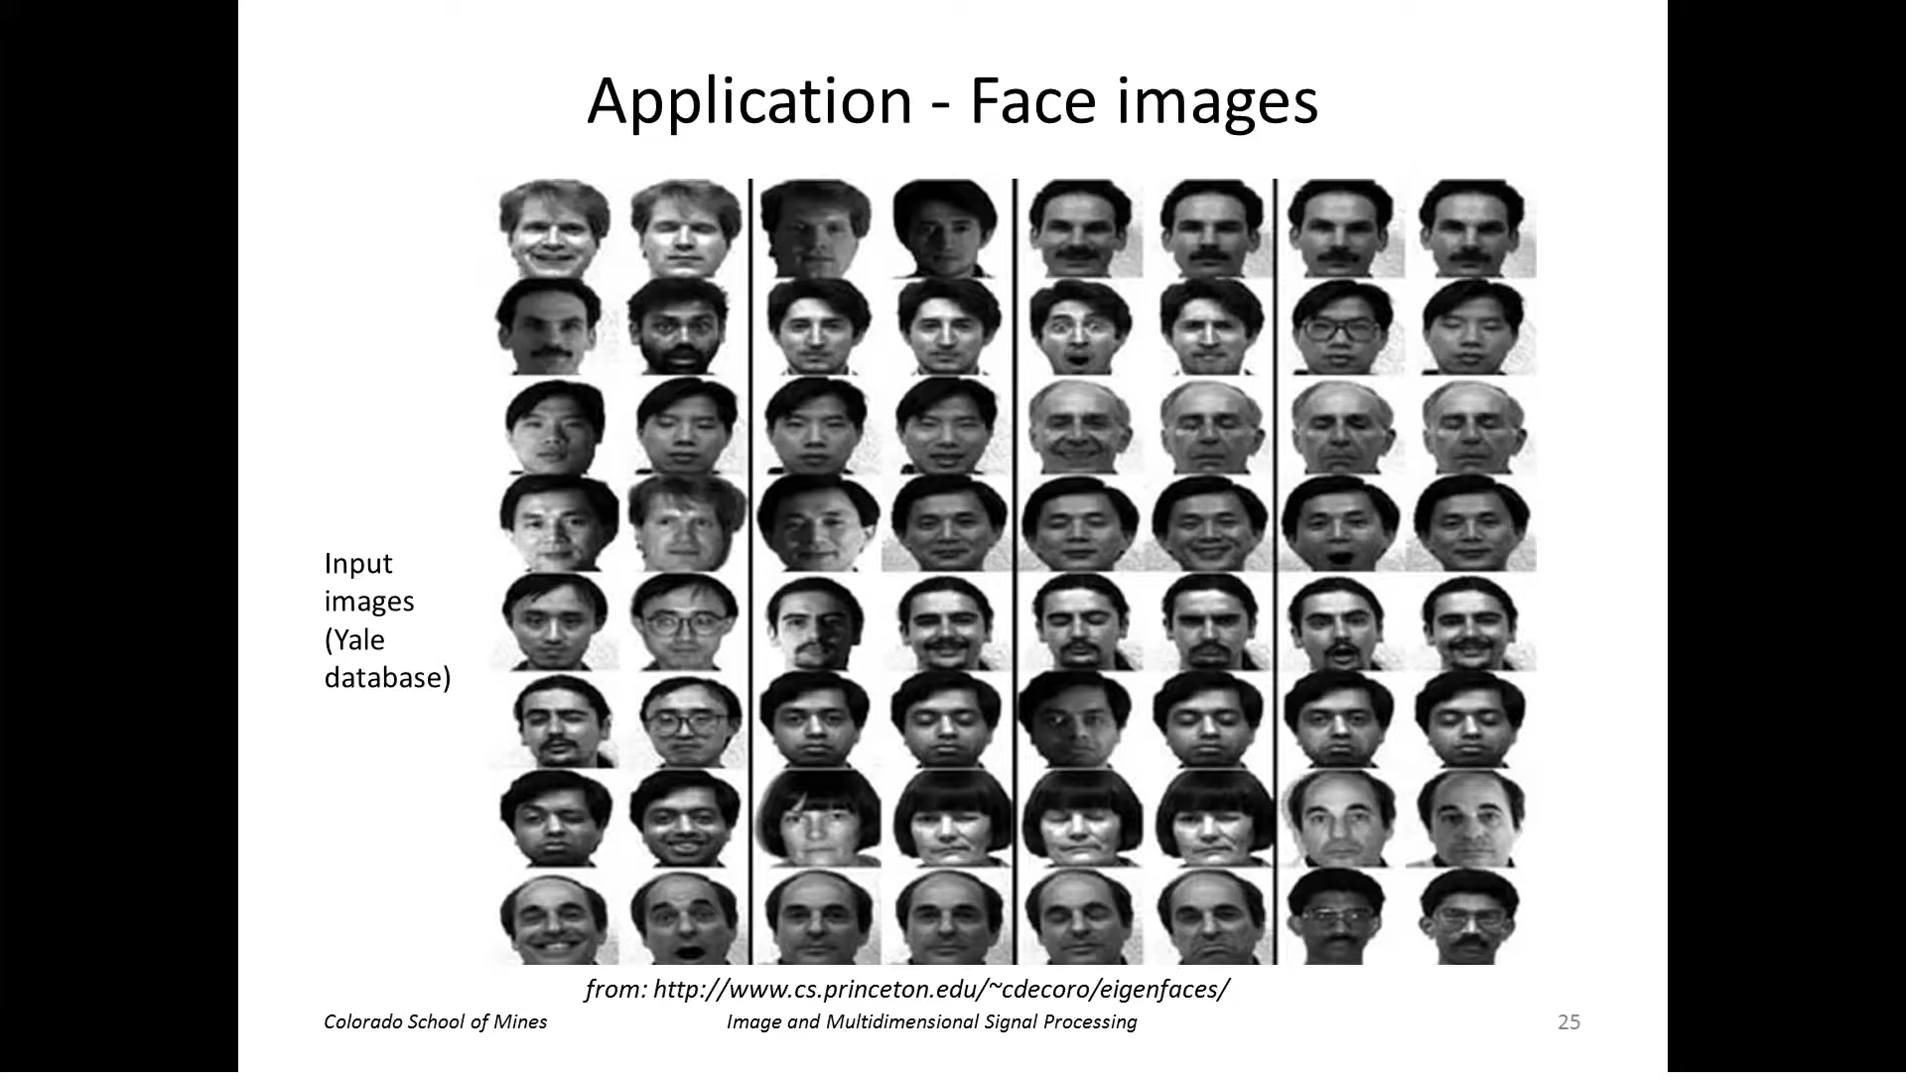 Application - Face images
Input
images
(Yale
database)
from: http://www.cs.princeton.edu/~cdecoro/eigenfaces/
Colorado School of Mines
Image and Multidimensional Signal Processing
25